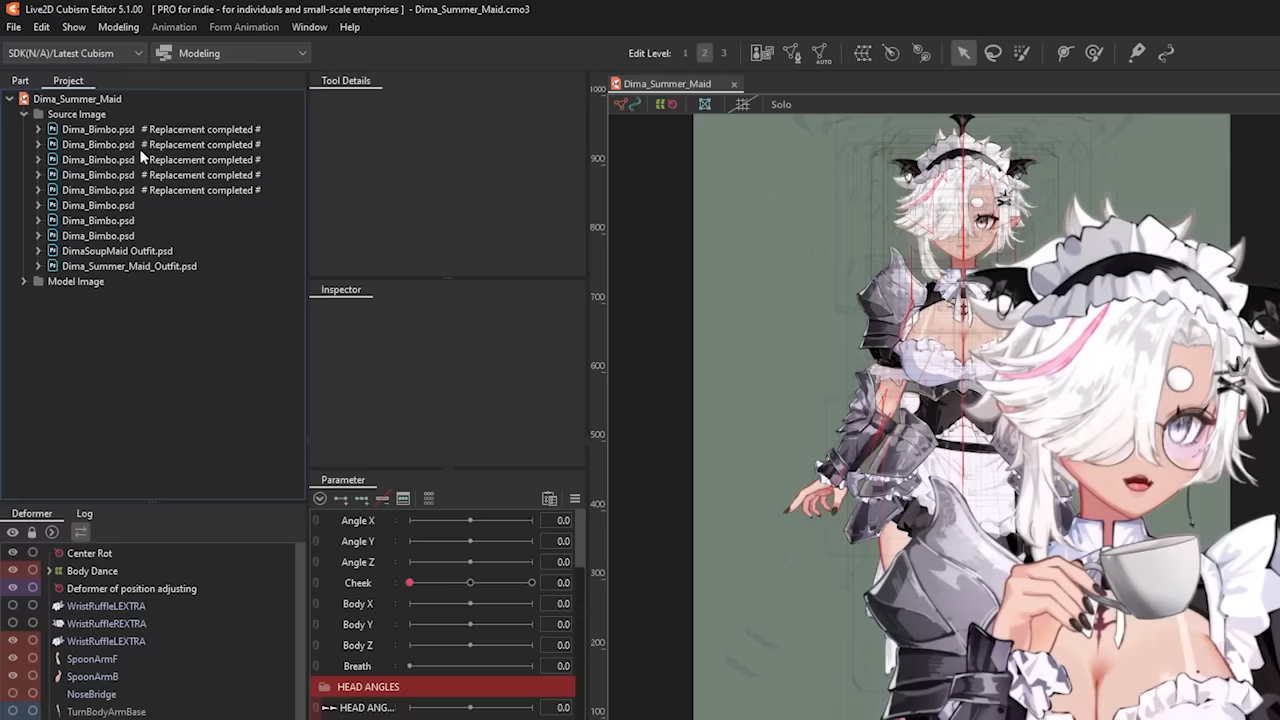 Live2D Cubism Editor 5.1.00 [ PRO for indie - for individuals and small-scale enterprises ] - Dima_Summer_Maid.cmo3
File Edit Show Modeling Animation Form Animation Window Help
SDK(N/A)/Latest Cubism Modeling Edit Level: 1 2 3 AUTO
Part Project
Dima_Summer_Maid
Source Image
Dima_Bimbo.psd # Replacement completed #
Dima_Bimbo.psd # Replacement completed #
Dima_Bimbo.psd # Replacement completed #
Dima_Bimbo.psd # Replacement completed #
Dima_Bimbo.psd # Replacement completed #
Dima_Bimbo.psd
Dima_Bimbo.psd
Dima_Bimbo.psd
DimaSoupMaid Outfit.psd
Dima_Summer_Maid_Outfit.psd
Model Image
Deformer Log
Center Rot
Body Dance
Deformer of position adjusting
WristRuffleLEXTRA
WristRuffleREXTRA
WristRuffleLEXTRA
SpoonArmF
SpoonArmB
NoseBridge
TurnBodyArmBase
Tool Details
Inspector
Parameter
Angle X : 0.0
Angle Y : 0.0
Angle Z : 0.0
Cheek : 0.0
Body X : 0.0
Body Y : 0.0
Body Z : 0.0
Breath : 0.0
HEAD ANGLES
HEAD ANG... 0.0
Dima_Summer_Maid
Solo
1000
900
800
700
600
500
400
300
200
100